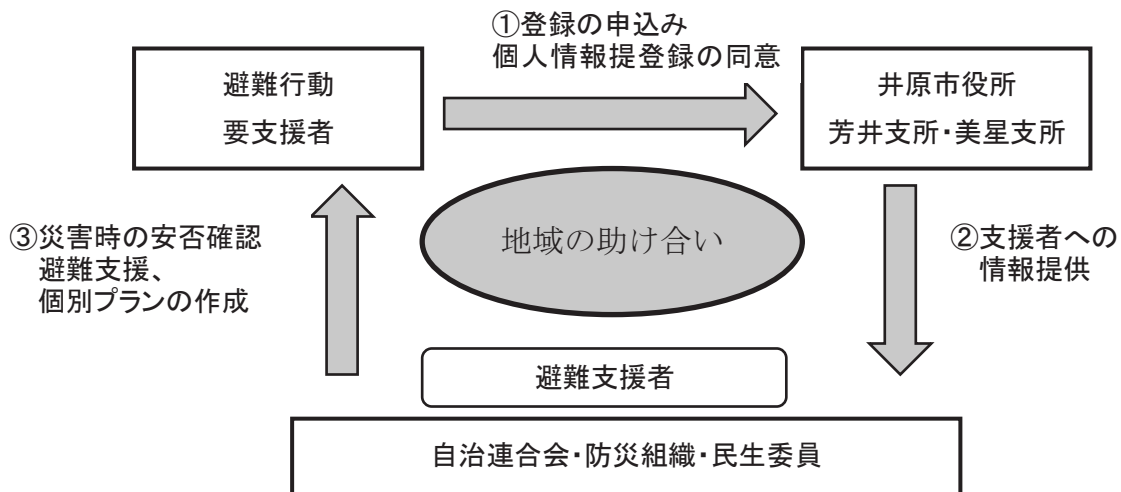 ①登録の申込み
個人情報提登録の同意
避難行動
要支援者
井原市役所
芳井支所・美星支所
③災害時の安否確認
避難支援、
個別プランの作成
地域の助け合い
②支援者への
情報提供
避難支援者
自治連合会・防災組織・民生委員